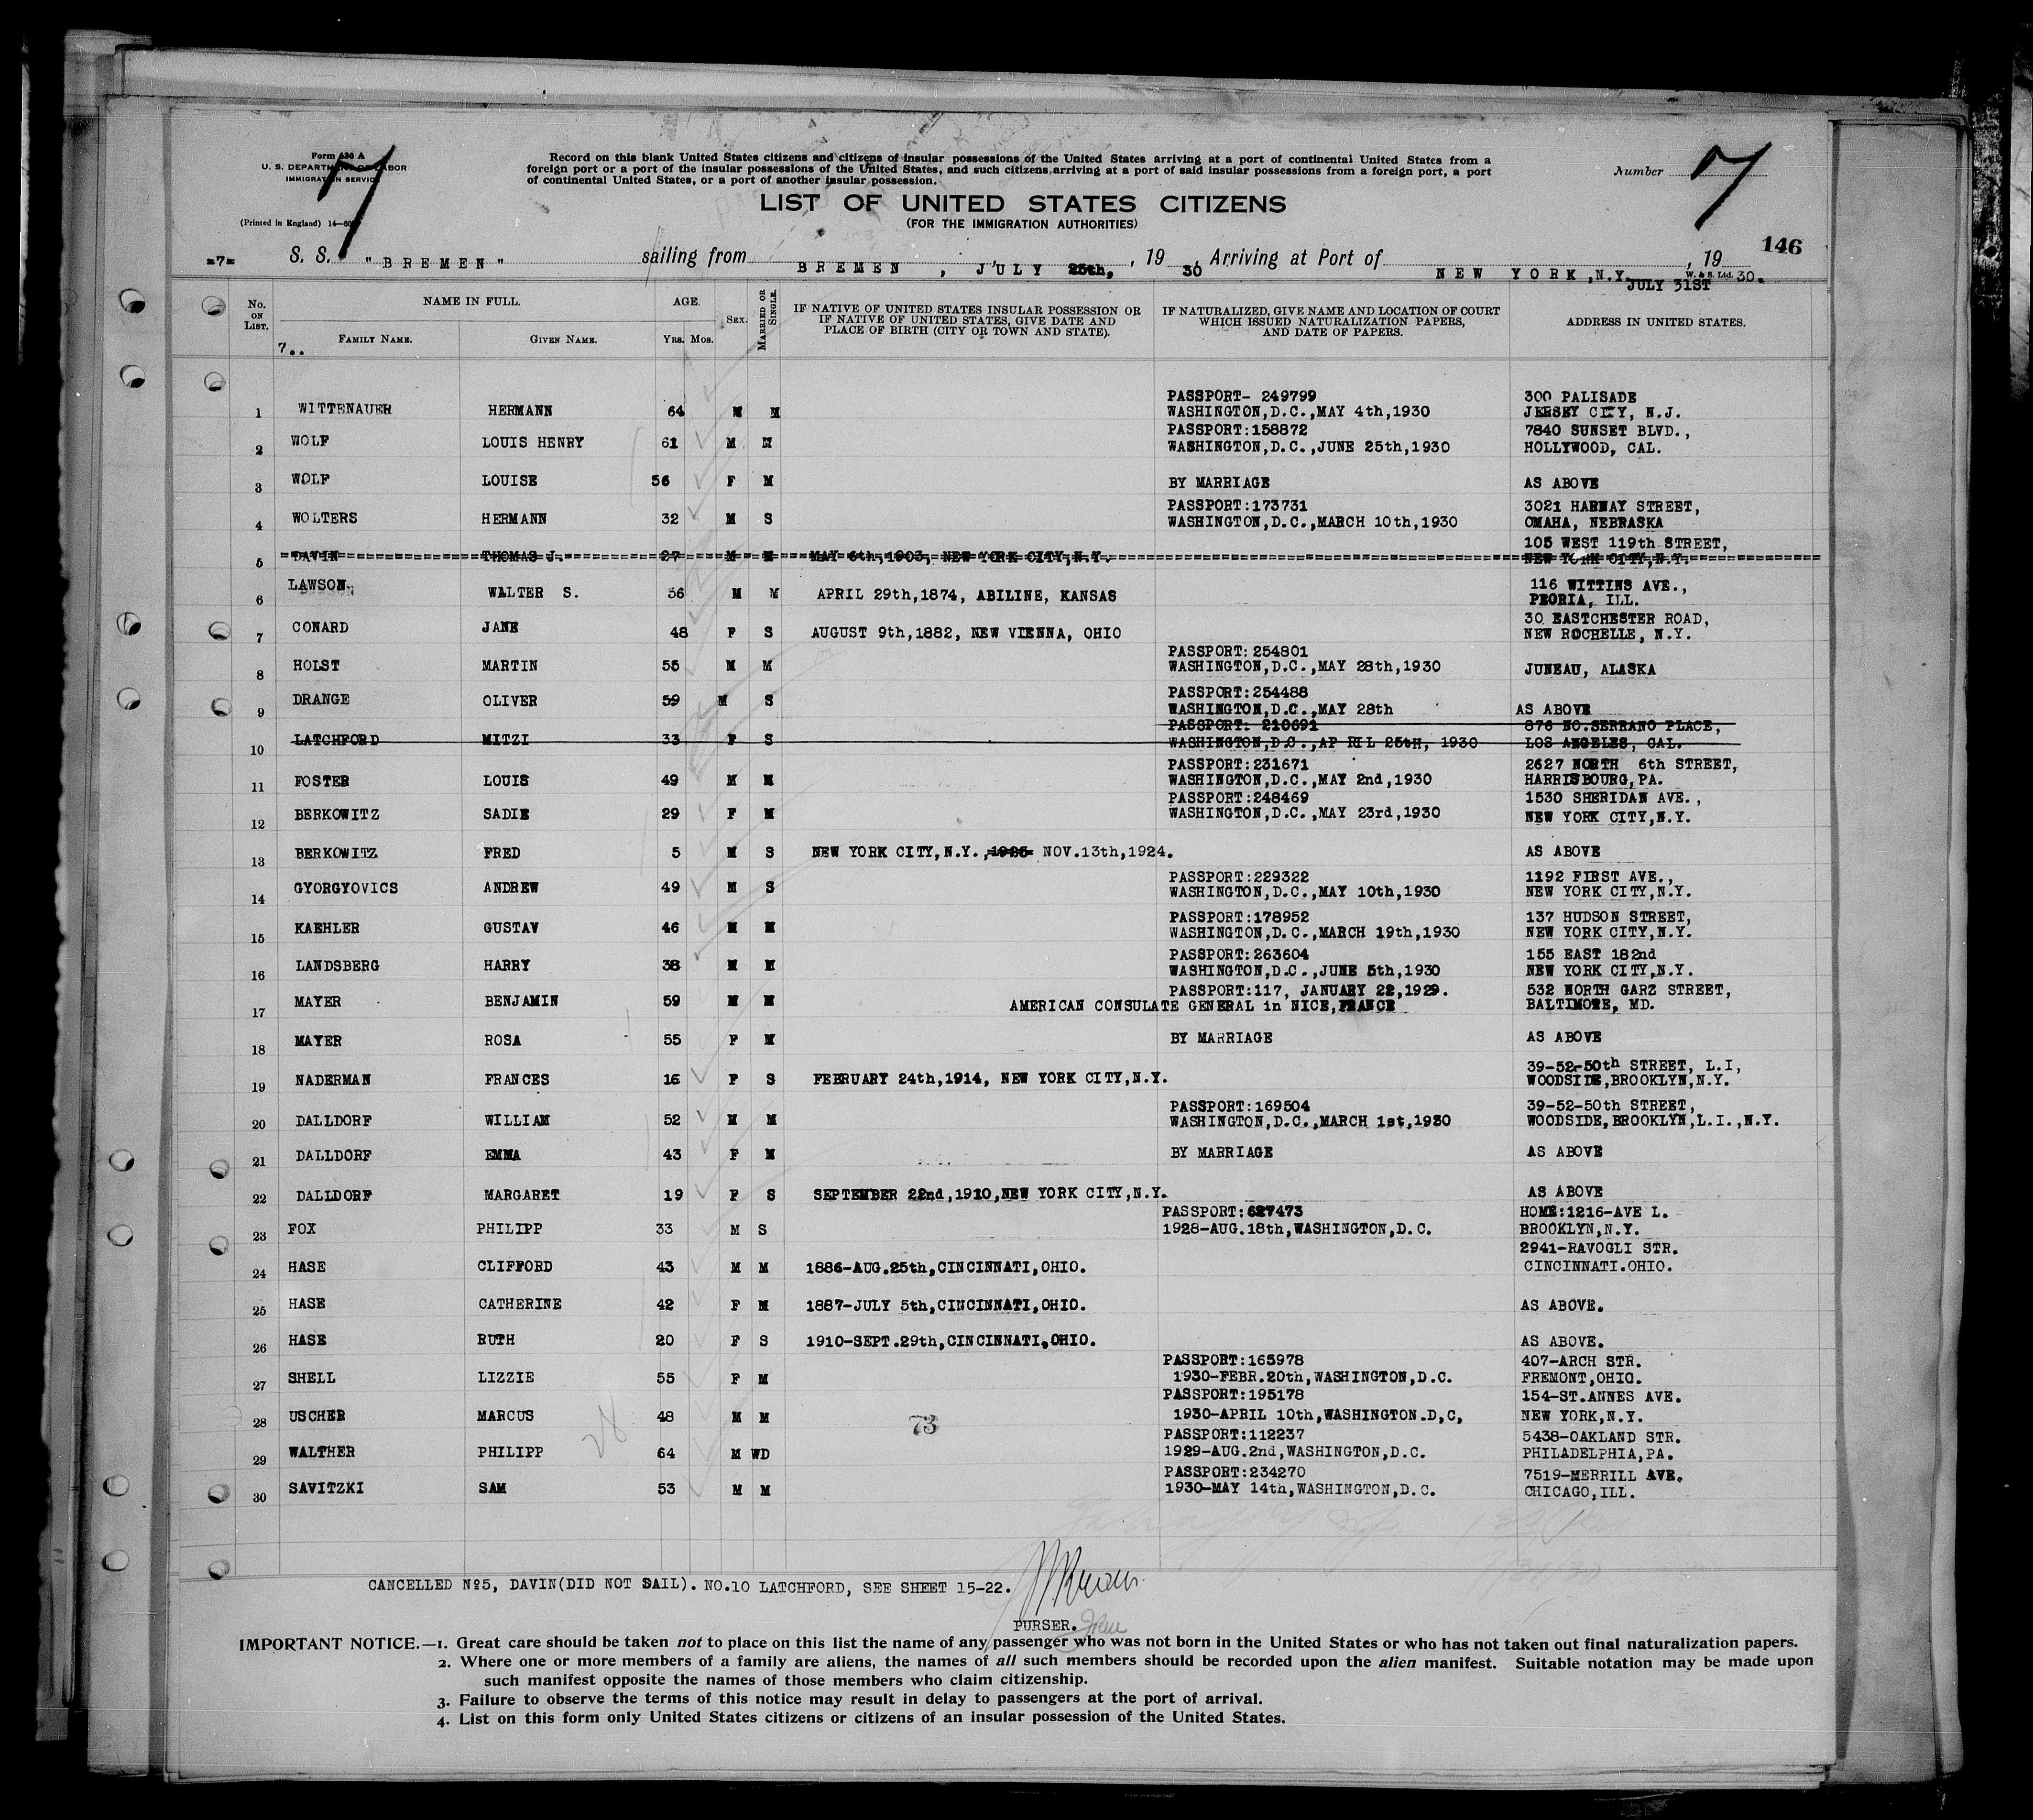 Form 630 A
U. S. DEPARTMENT OF LABOR
IMMIGRATION SERVICE
(Printed in England)
7
Record on this blank United States citizens and citizens of insular possessions of the United States arriving at a port of continental United States from a
foreign port or a port of the insular possessions of the United States, and such citizens arriving at a port of said insular possessions from a foreign port, a port
of continental United States, or a port of another insular possession.
Number 7
LIST OF UNITED STATES CITIZENS
(FOR THE IMMIGRATION AUTHORITIES)
146
=7= S. S. "BREMEN" sailing from BREMEN, JULY 25th, 1930, Arriving at Port of NEW YORK,N.Y. JULY 31ST, 1930.
W. & S. Ltd.
No. ON LIST. NAME IN FULL. FAMILY NAME. GIVEN NAME. AGE. YRS. MOS. SEX. MARRIED OR SINGLE. IF NATIVE OF UNITED STATES INSULAR POSSESSION OR IF NATIVE OF UNITED STATES, GIVE DATE AND PLACE OF BIRTH (CITY OR TOWN AND STATE). IF NATURALIZED, GIVE NAME AND LOCATION OF COURT WHICH ISSUED NATURALIZATION PAPERS, AND DATE OF PAPERS. ADDRESS IN UNITED STATES.
7..
PASSPORT- 249799 300 PALISADE
1 WITTENAUER HERMANN 64 M M WASHINGTON,D.C.,MAY 4th,1930 JERSEY CITY, N.J.
PASSPORT:158872 7840 SUNSET BLVD.,
2 WOLF LOUIS HENRY 61 M M WASHINGTON,D.C.,JUNE 25th,1930 HOLLYWOOD, CAL.
3 WOLF LOUISE 56 F M BY MARRIAGE AS ABOVE
PASSPORT:173731 3021 HARWAY STREET,
4 WOLTERS HERMANN 32 M S WASHINGTON,D.C.,MARCH 10th,1930 OMAHA, NEBRASKA
105 WEST 119th STREET,
5 DAVIN THOMAS J. 27 M M MAY 6th,1903, NEW YORK CITY,N.Y. NEW YORK CITY,N.Y.
116 WITTINS AVE.,
6 LAWSON. WALTER S. 36 M M APRIL 29th,1874, ABILINE, KANSAS PEORIA, ILL.
30 EASTCHESTER ROAD,
7 CONARD JANE 48 F S AUGUST 9th,1882, NEW VIENNA, OHIO NEW ROCHELLE, N.Y.
PASSPORT:254801
8 HOLST MARTIN 55 M M WASHINGTON,D.C.,MAY 28th,1930 JUNEAU, ALASKA
PASSPORT:254488
9 DRANGE OLIVER 59 M S WASHINGTON,D.C.,MAY 28th AS ABOVE
PASSPORT: 210691 876 NO.SERRANO PLACE,
10 LATCHFORD MITZI 33 F S WASHINGTON,D.C.,APRIL 25tH, 1930 LOS ANGELES, CAL.
PASSPORT:231671 2627 NORTH 6th STREET,
11 FOSTER LOUIS 49 M M WASHINGTON,D.C.,MAY 2nd,1930 HARRISBOURG,PA.
PASSPORT:248469 1530 SHERIDAN AVE.,
12 BERKOWITZ SADIE 29 F M WASHINGTON,D.C.,MAY 23rd,1930 NEW YORK CITY,N.Y.
13 BERKOWITZ FRED 5 M S NEW YORK CITY,N.Y.,1925 NOV.13th,1924. AS ABOVE
PASSPORT:229322 1192 FIRST AVE.,
14 GYORGYOVICS ANDREW 49 M S WASHINGTON,D.C.,MAY 10th,1930 NEW YORK CITY,N.Y.
PASSPORT:178952 137 HUDSON STREET,
15 KAEHLER GUSTAV 46 M M WASHINGTON,D.C.,MARCH 19th,1930 NEW YORK CITY,N.Y.
PASSPORT:263604 155 EAST 182nd
16 LANDSBERG HARRY 38 M M WASHINGTON,D.C.,JUNE 5th,1930 NEW YORK CITY,N.Y.
PASSPORT:117, JANUARY 22,1929. 532 NORTH GARZ STREET,
17 MAYER BENJAMIN 59 M M AMERICAN CONSULATE GENERAL in NICE,FRANCE BALTIMORE, MD.
18 MAYER ROSA 55 F M BY MARRIAGE AS ABOVE
39-52-50th STREET, L.I,
19 NADERMAN FRANCES 16 F S FEBRUARY 24th,1914, NEW YORK CITY,N.Y. WOODSIDE,BROOKLYN,N.Y.
PASSPORT:169504 39-52-50th STREET,
20 DALLDORF WILLIAM 52 M M WASHINGTON,D.C.,MARCH 1st,1930 WOODSIDE,BROOKLYN,L.I.,N.Y.
21 DALLDORF EMMA 43 F M BY MARRIAGE AS ABOVE
22 DALLDORF MARGARET 19 F S SEPTEMBER 22nd,1910,NEW YORK CITY,N.Y. AS ABOVE
PASSPORT:627473 HOME:1216-AVE L.
23 FOX PHILIPP 33 M S 1928-AUG.18th,WASHINGTON,D.C. BROOKLYN,N.Y.
2941-RAVOGLI STR.
24 HASE CLIFFORD 43 M M 1886-AUG.25th,CINCINNATI,OHIO. CINCINNATI.OHIO.
25 HASE CATHERINE 42 F M 1887-JULY 5th,CINCINNATI,OHIO. AS ABOVE.
26 HASE RUTH 20 F S 1910-SEPT.29th,CINCINNATI,OHIO. AS ABOVE.
PASSPORT:165978 407-ARCH STR.
27 SHELL LIZZIE 55 F M 1930-FEBR.20th,WASHINGTON,D.C. FREMONT,OHIO.
PASSPORT:195178 154-ST.ANNES AVE.
28 USCHER MARCUS 48 M M 1930-APRIL 10th,WASHINGTON.D,C, NEW YORK,N.Y.
73
28
PASSPORT:112237 5438-OAKLAND STR.
29 WALTHER PHILIPP 64 M WD 1929-AUG.2nd,WASHINGTON,D.C. PHILADELPHIA,PA.
PASSPORT:234270 7519-MERRILL AVE.
30 SAVITZKI SAM 53 M M 1930-MAY 14th,WASHINGTON,D.C. CHICAGO,ILL.
CANCELLED Nº5, DAVIN(DID NOT SAIL). NO.10 LATCHFORD, SEE SHEET 15-22.
PURSER.
IMPORTANT NOTICE.—1. Great care should be taken not to place on this list the name of any passenger who was not born in the United States or who has not taken out final naturalization papers.
2. Where one or more members of a family are aliens, the names of all such members should be recorded upon the alien manifest. Suitable notation may be made upon
such manifest opposite the names of those members who claim citizenship.
3. Failure to observe the terms of this notice may result in delay to passengers at the port of arrival.
4. List on this form only United States citizens or citizens of an insular possession of the United States.